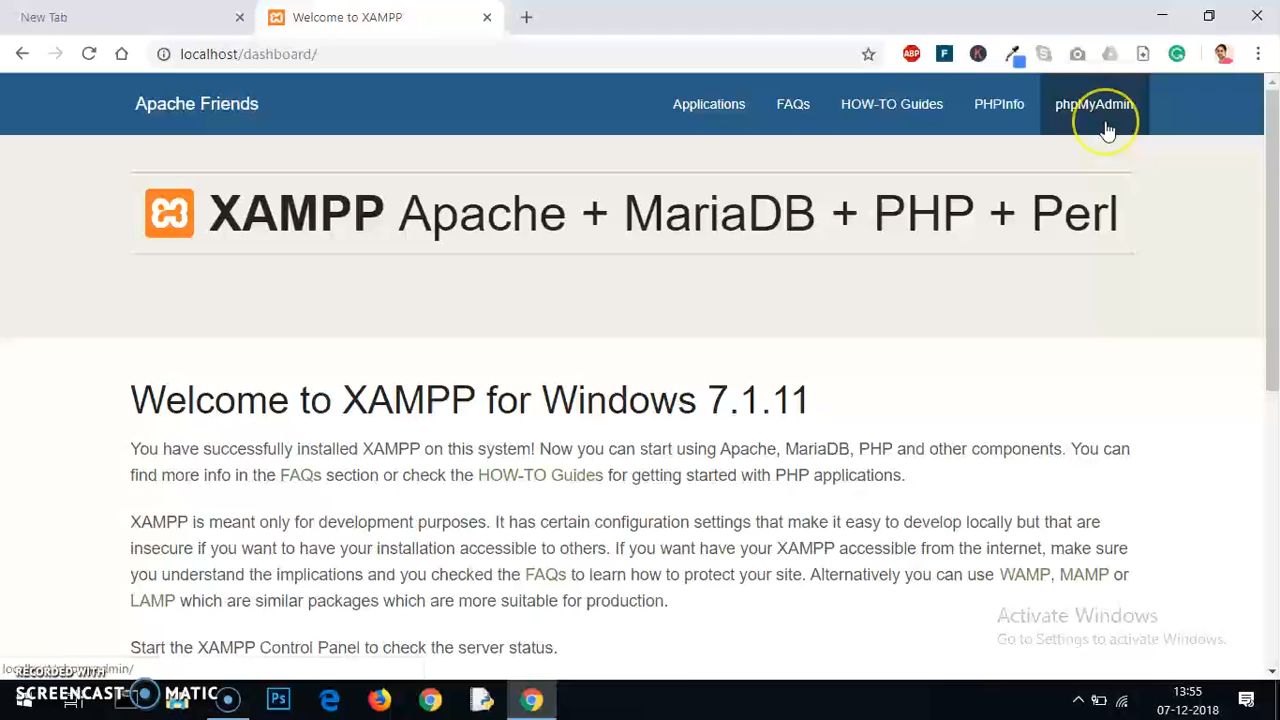 New Tab
Welcome to XAMPP
localhost/dashboard/
ABP
F
K
Apache Friends
Applications
FAQs
HOW-TO Guides
PHPInfo
phpMyAdmin
XAMPP Apache + MariaDB + PHP + Perl
Welcome to XAMPP for Windows 7.1.11
You have successfully installed XAMPP on this system! Now you can start using Apache, MariaDB, PHP and other components. You
can find more info in the FAQs section or check the HOW-TO Guides for getting started with PHP applications.
XAMPP is meant only for development purposes. It has certain configuration settings that make it easy to develop locally but that are
insecure if you want to have your installation accessible to others. If you want have your XAMPP accessible from the internet, make sure
you understand the implications and you checked the FAQs to learn how to protect your site. Alternatively you can use WAMP, MAMP or
LAMP which are similar packages which are more suitable for production.
Activate Windows
Go to Settings to activate Windows.
Start the XAMPP Control Panel to check the server status.
RECORDED WITH
SCREENCAST MATIC
Ps
13:55
07-12-2018